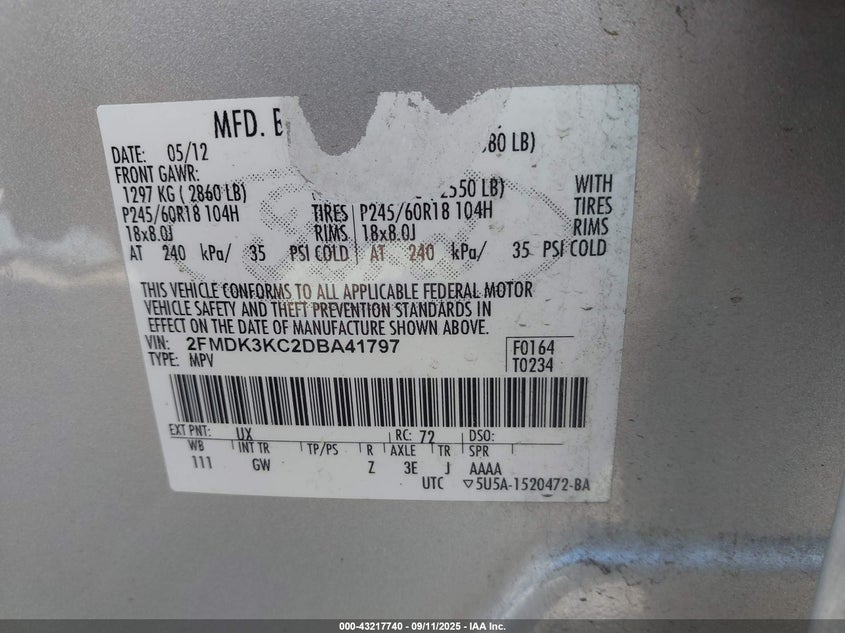 MFD.
DATE: 05/12
80 LB)
FRONT GAWR:
1297 KG ( 2860 LB) 2550 LB) WITH
P245/60R18 104H TIRES P245/60R18 104H TIRES
18x8.0J RIMS 18x8.0J RIMS
AT 240 kPa/ 35 PSI COLD AT 240 kPa/ 35 PSI COLD
THIS VEHICLE CONFORMS TO ALL APPLICABLE FEDERAL MOTOR
VEHICLE SAFETY AND THEFT PREVENTION STANDARDS IN
EFFECT ON THE DATE OF MANUFACTURE SHOWN ABOVE.
VIN: 2FMDK3KC2DBA41797 F0164
TYPE: MPV T0234
EXT PNT: UX RC: 72 DSO:
WB INT TR TP/PS R AXLE TR SPR
111 GW Z 3E J AAAA
UTC ▽5U5A-1520472-BA
000-43217740 - 09/11/2025 - IAA Inc.